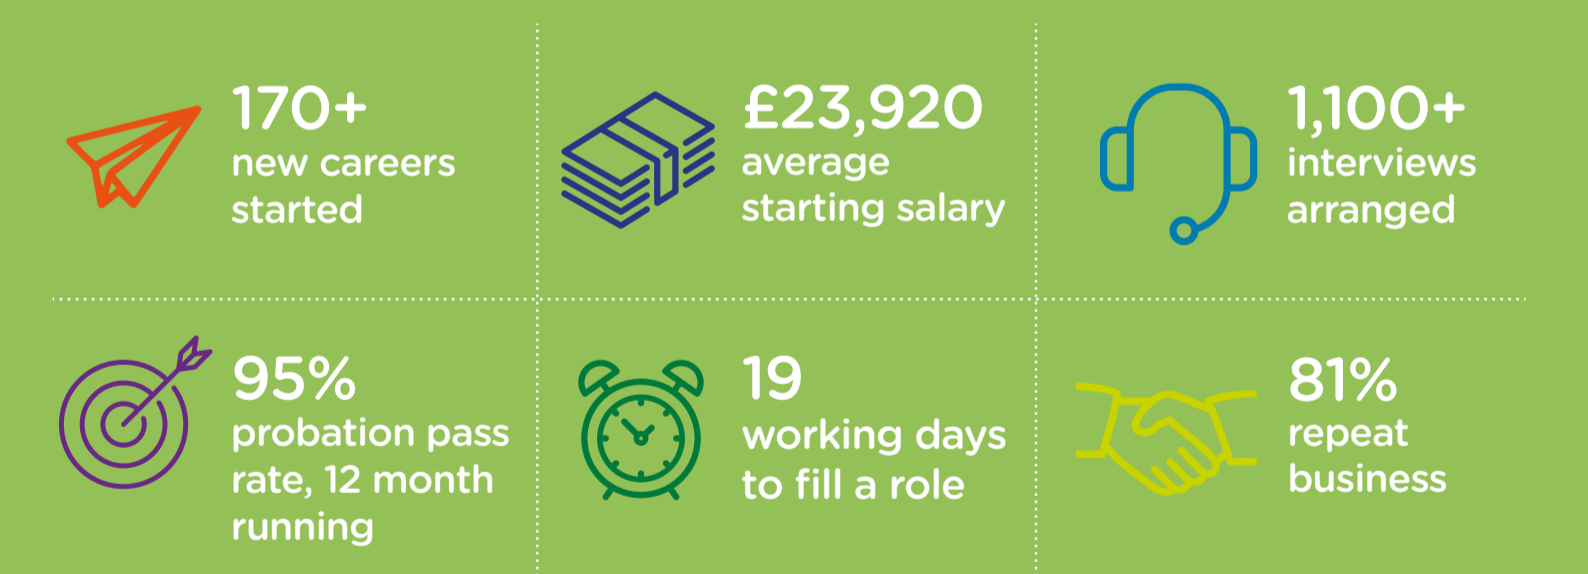 170+
new careers
started
£23,920
average
starting salary
1,100+
interviews
arranged
95%
probation pass
rate, 12 month
running
19
working days
to fill a role
81%
repeat
business